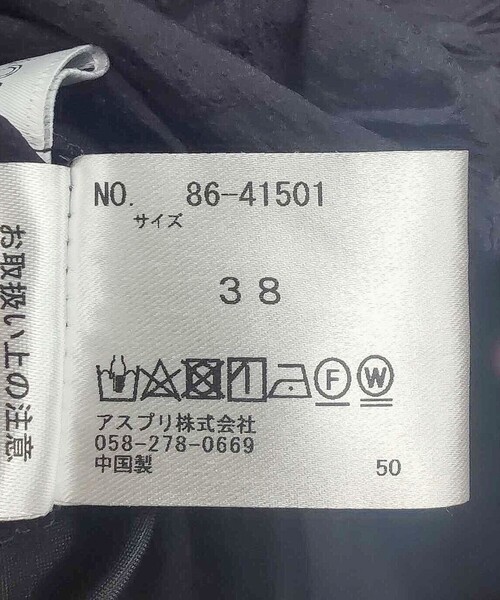 NO. 86-41501
サイズ
38
F W
アスプリ株式会社
058-278-0669
中国製 50
お取扱い上の注意